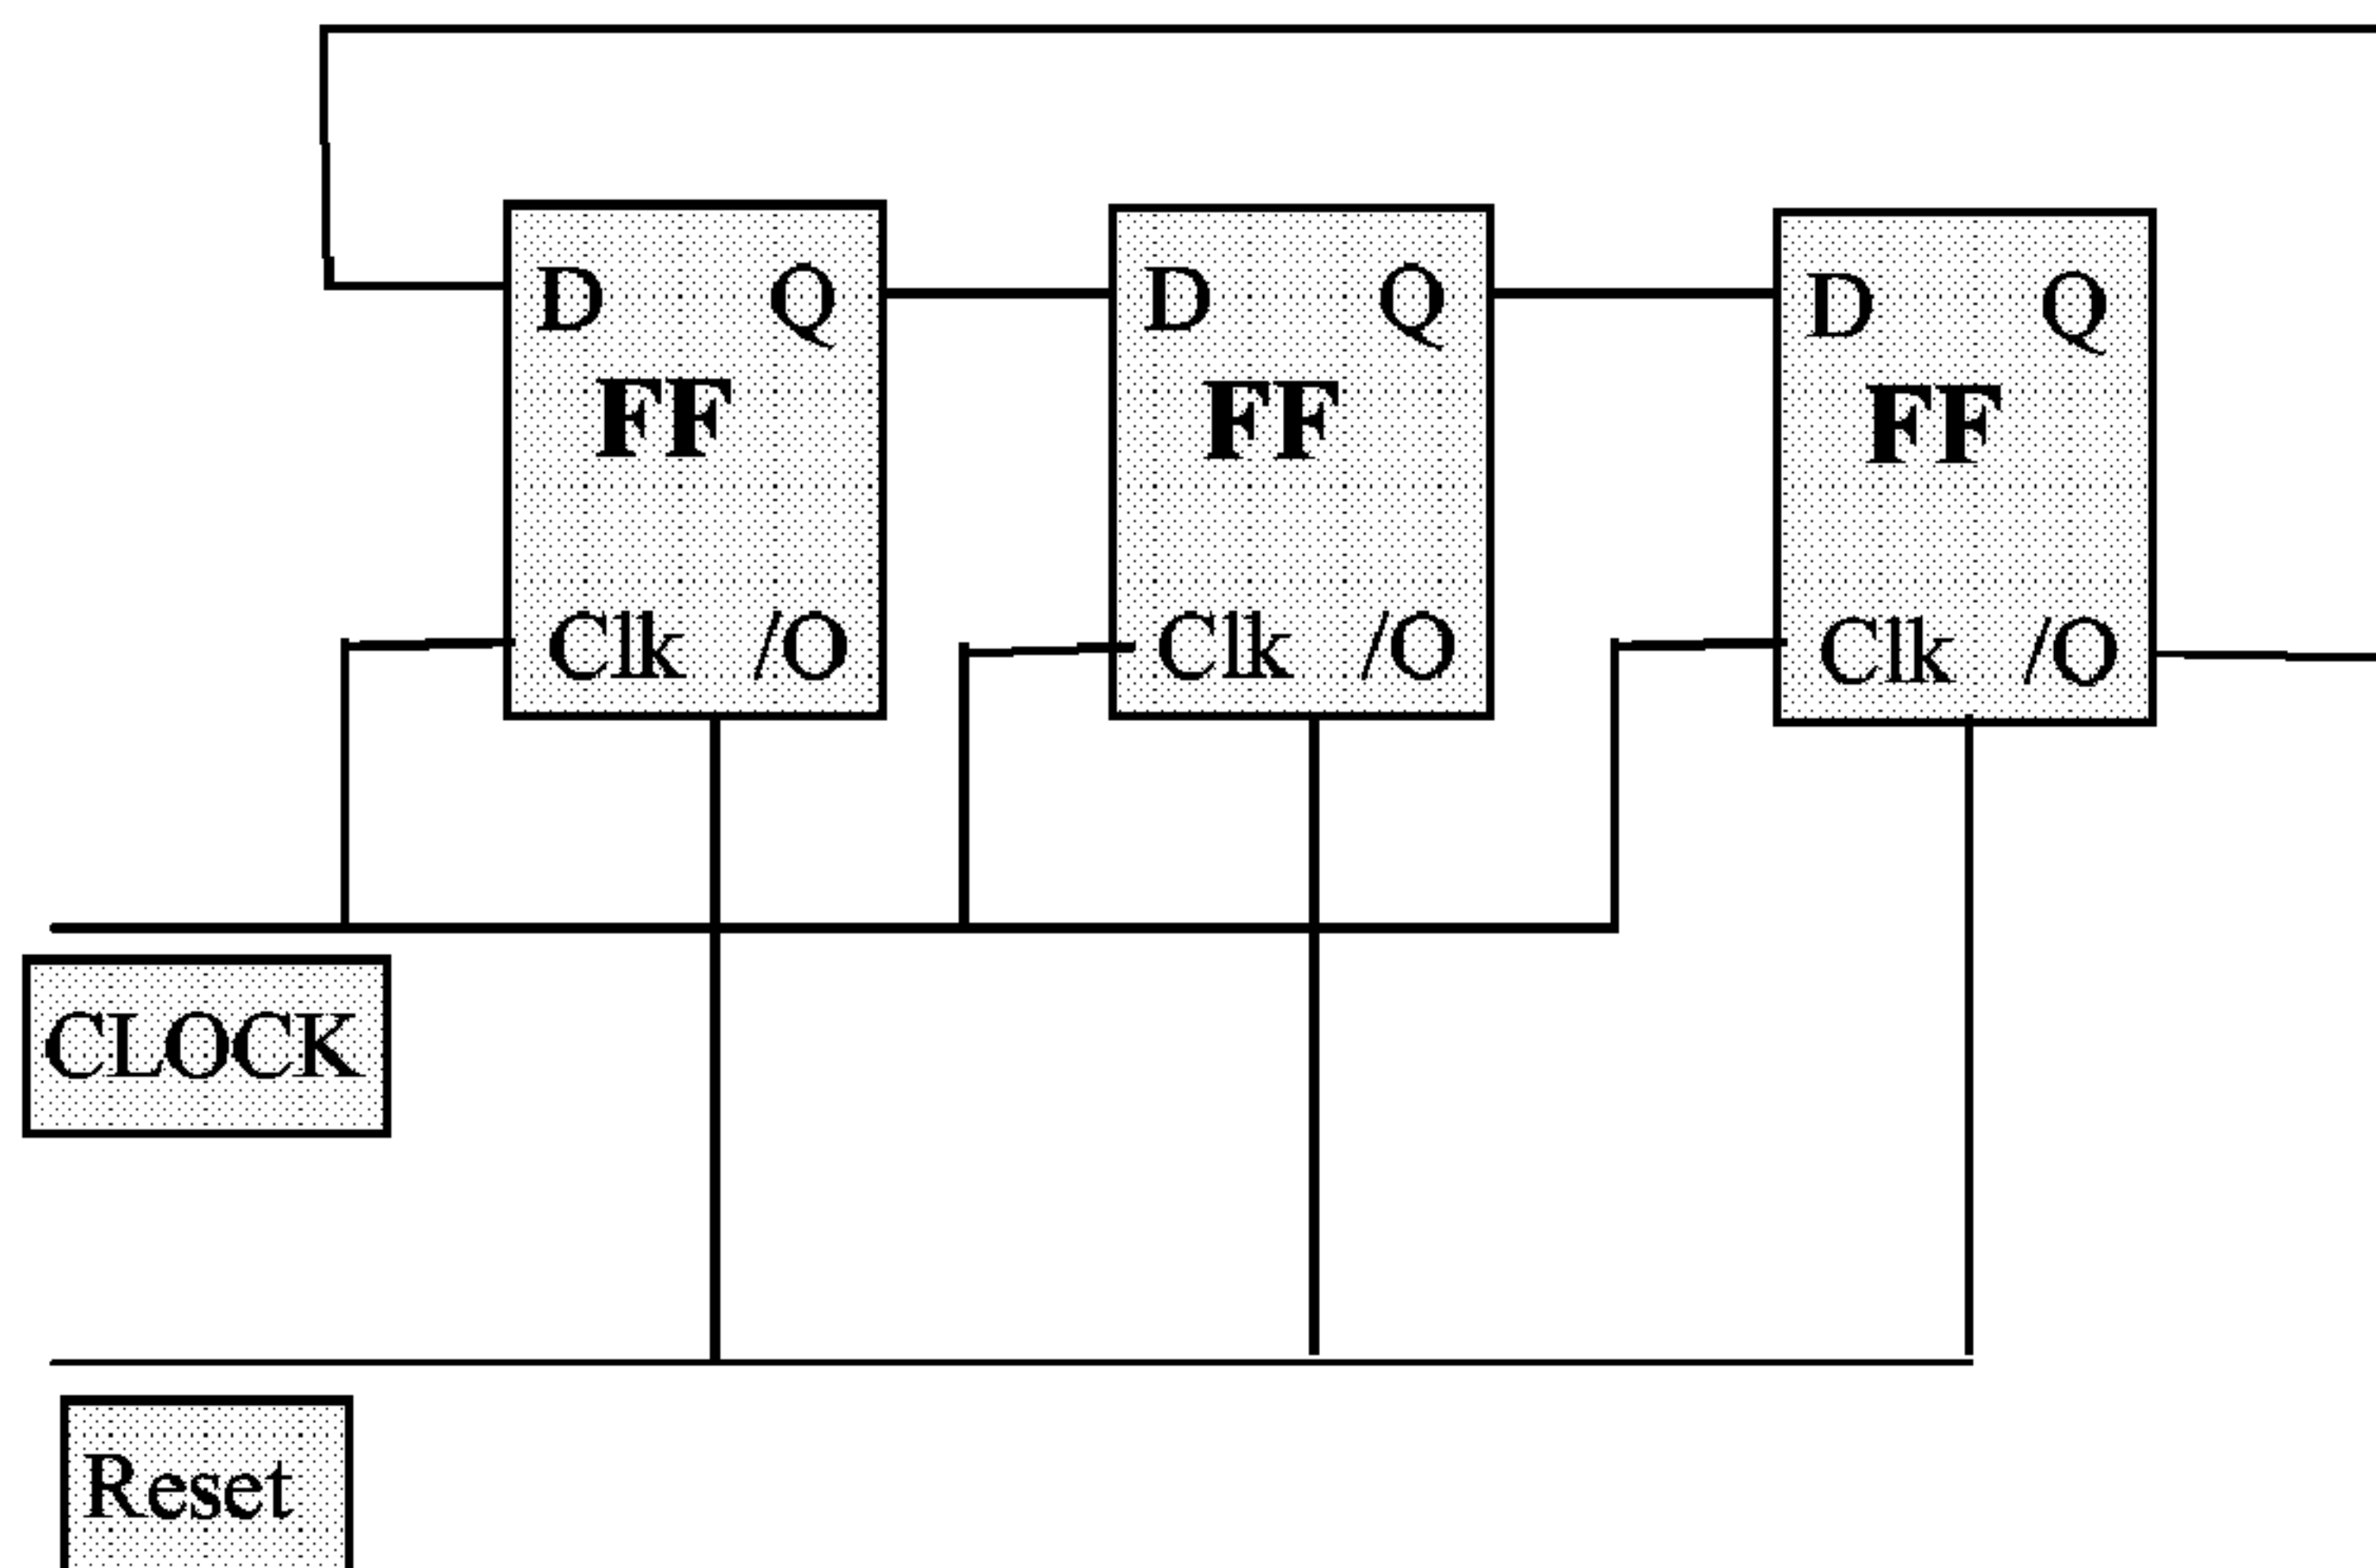 D Q D Q D Q
FF FF FF
Clk /O Clk /O Clk /O
CLOCK
Reset